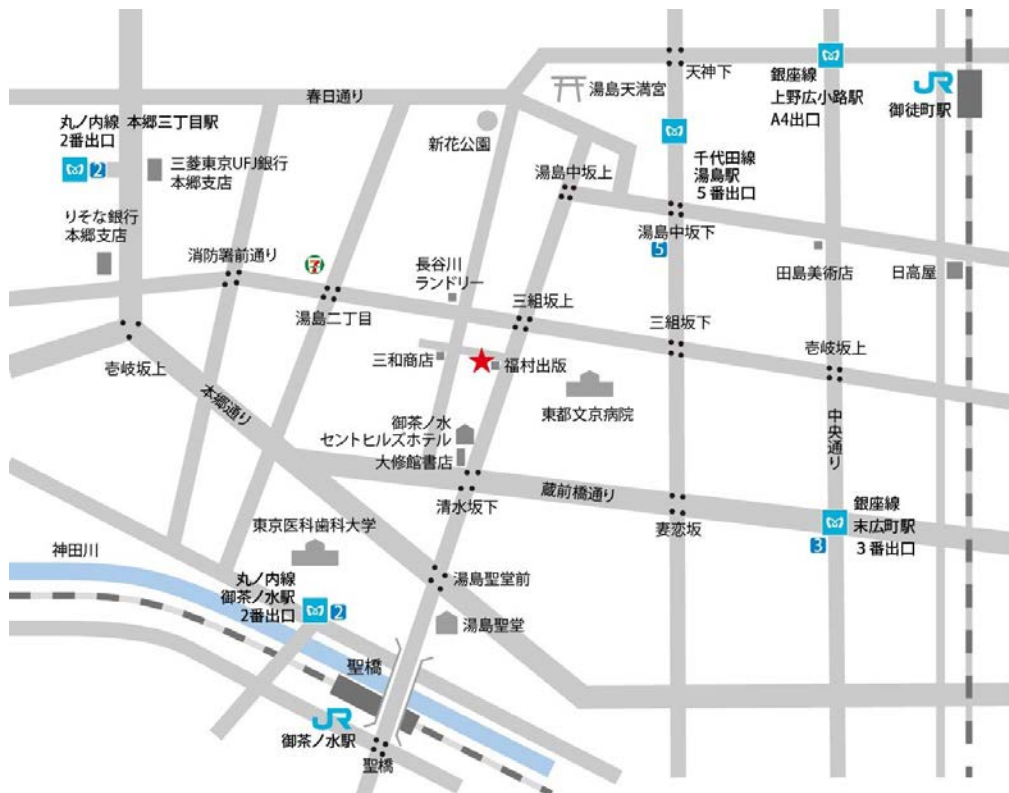 天神下
銀座線
上野広小路駅
A4出口
JR
御徒町駅
春日通り
湯島天満宮
丸ノ内線 本郷三丁目駅
2番出口
2
三菱東京UFJ銀行
本郷支店
新花公園
千代田線
湯島駅
5番出口
湯島中坂上
りそな銀行
本郷支店
湯島中坂下
5
消防署前通り
7
長谷川
ランドリー
田島美術店
日高屋
湯島二丁目
三組坂上
三組坂下
壱岐坂上
壱岐坂上
三和商店
福村出版
東都文京病院
本郷通り
御茶ノ水
セントヒルズホテル
大修館書店
中央通り
蔵前橋通り
清水坂下
妻恋坂
銀座線
末広町駅
3番出口
3
東京医科歯科大学
神田川
丸ノ内線
御茶ノ水駅
2番出口
2
湯島聖堂前
湯島聖堂
聖橋
JR
御茶ノ水駅
聖橋